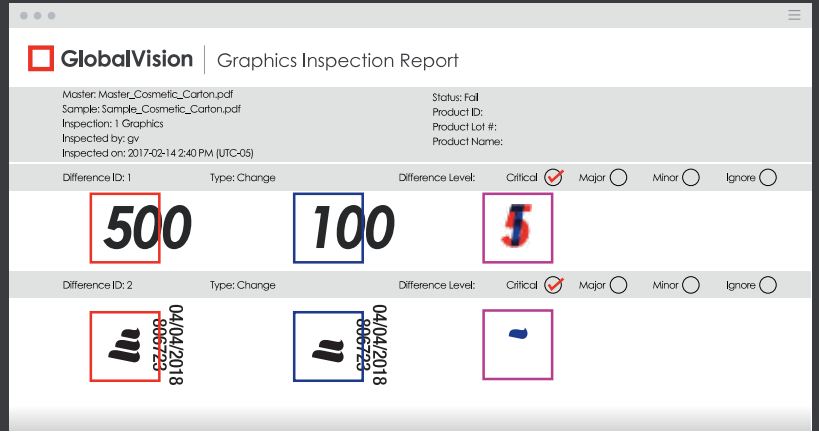 GlobalVision | Graphics Inspection Report
Master: Master_Cosmetic_Carton.pdf
Sample: Sample_Cosmetic_Carton.pdf
Inspection: 1 Graphics
Inspected by: gv
Inspected on: 2017-02-14 2:40 PM (UTC-05)
Status: Fail
Product ID:
Product Lot #:
Product Name:
Difference ID: 1 Type: Change Difference Level: Critical Major Minor Ignore
500 100 5
Difference ID: 2 Type: Change Difference Level: Critical Major Minor Ignore
04/04/2018 04/04/2018
806723 806723